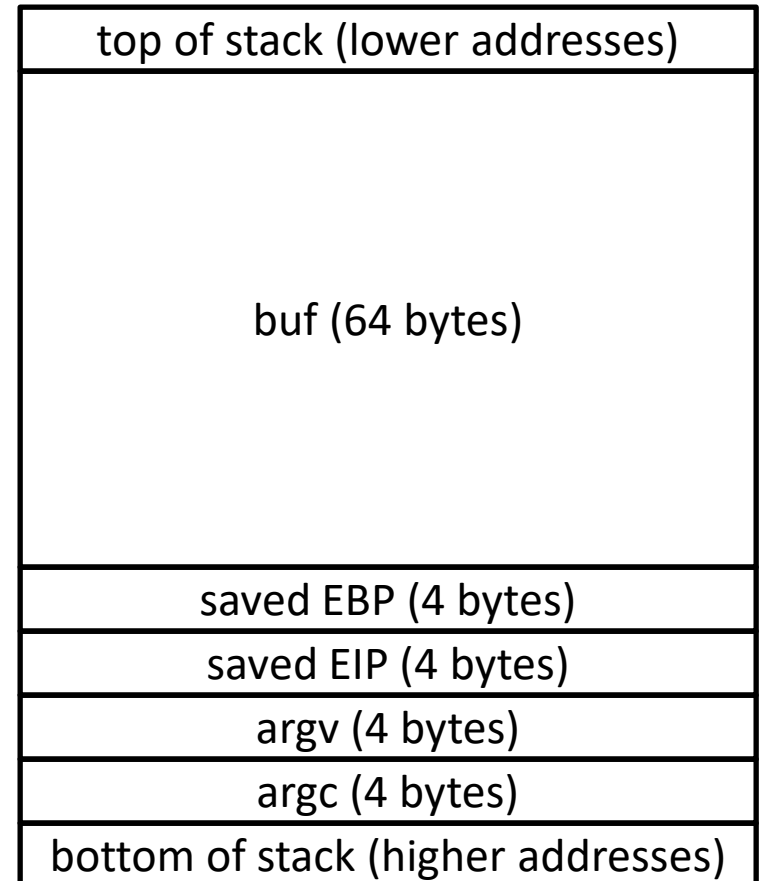 top of stack (lower addresses)
buf (64 bytes)
saved EBP (4 bytes)
saved EIP (4 bytes)
argv (4 bytes)
argc (4 bytes)
bottom of stack (higher addresses)